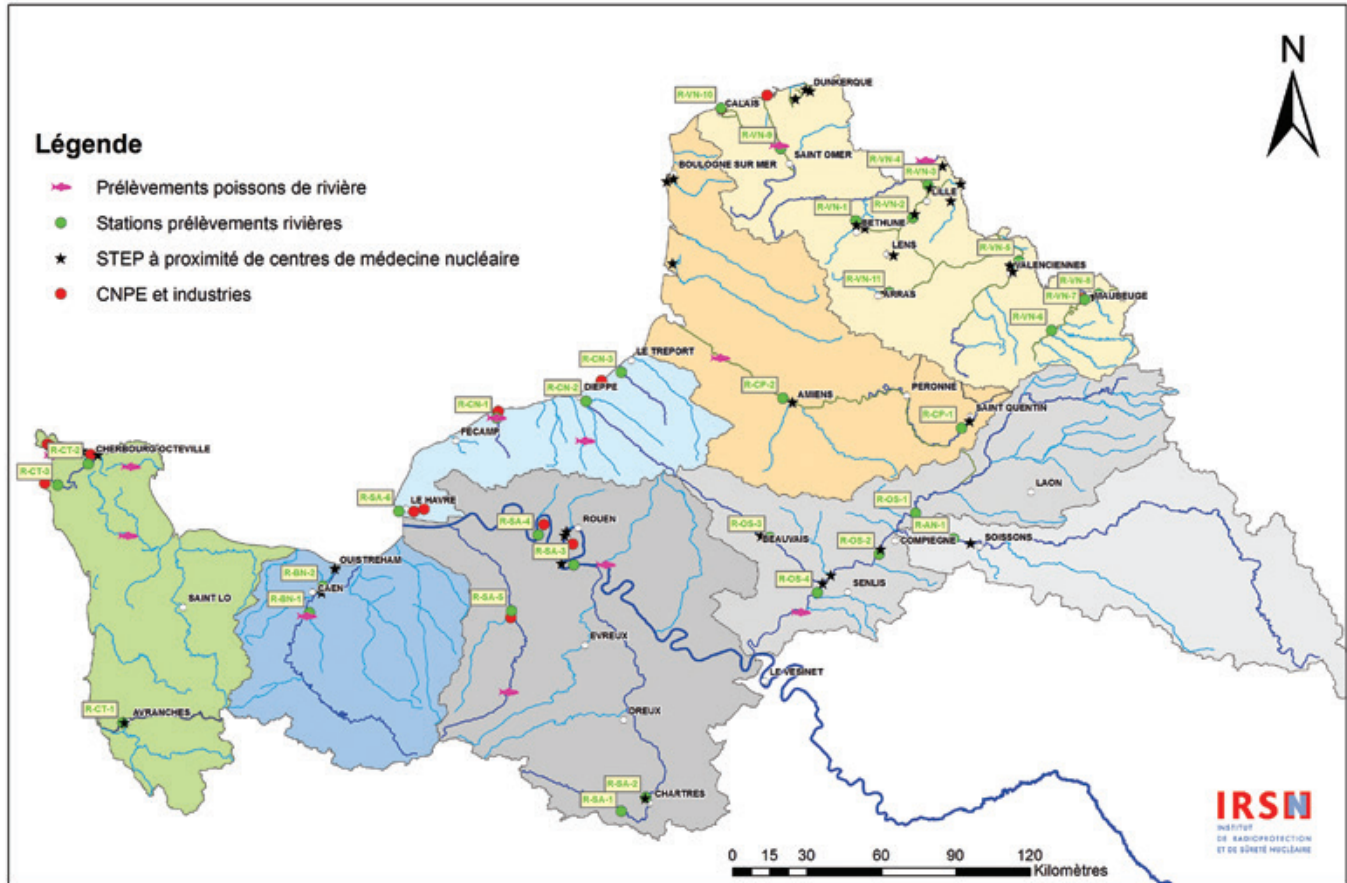 N
Légende
Prélèvements poissons de rivière
Stations prélèvements rivières
STEP à proximité de centres de médecine nucléaire
CNPE et industries
DUNKERQUE
R-VN-10
CALAIS
R-VN-9
SAINT OMER
BOULOGNE SUR MER
R-VN-4
R-VN-3
LILLE
R-VN-1
R-VN-2
BETHUNE
LENS
R-VN-5
VALENCIENNES
R-VN-11
ARRAS
R-VN-8
R-VN-7
MAUBEUGE
R-VN-6
LE TREPORT
R-CN-3
R-CN-2
DIEPPE
R-CP-2
AMIENS
PERONNE
SAINT QUENTIN
R-CP-1
R-CN-1
FECAMP
CHERBOURG-OCTEVILLE
R-CT-3
LAON
R-SA-6
LE HAVRE
R-SA-4
ROUEN
R-SA-3
R-OS-1
R-AN-1
R-OS-3
BEAUVAIS
R-OS-2
COMPIEGNE
SOISSONS
OUISTREHAM
R-BN-2
CAEN
R-BN-1
R-OS-4
SENLIS
SAINT LO
R-SA-5
EVREUX
LE VESINET
R-CT-1
AVRANCHES
DREUX
R-SA-2
CHARTRES
R-SA-1
IRSN
INSTITUT
DE RADIOPROTECTION
ET DE SÛRETÉ NUCLÉAIRE
0 15 30 60 90 120
Kilomètres